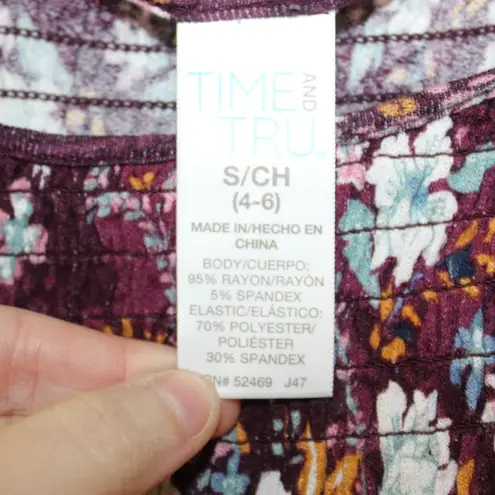 TIME AND
TRU®
S/CH
(4-6)
MADE IN/HECHO EN
CHINA
BODY/CUERPO:
95% RAYON/RAYÓN
5% SPANDEX
ELASTIC/ELÁSTICO:
70% POLYESTER/
POLIÉSTER
30% SPANDEX
RN# 52469 J47